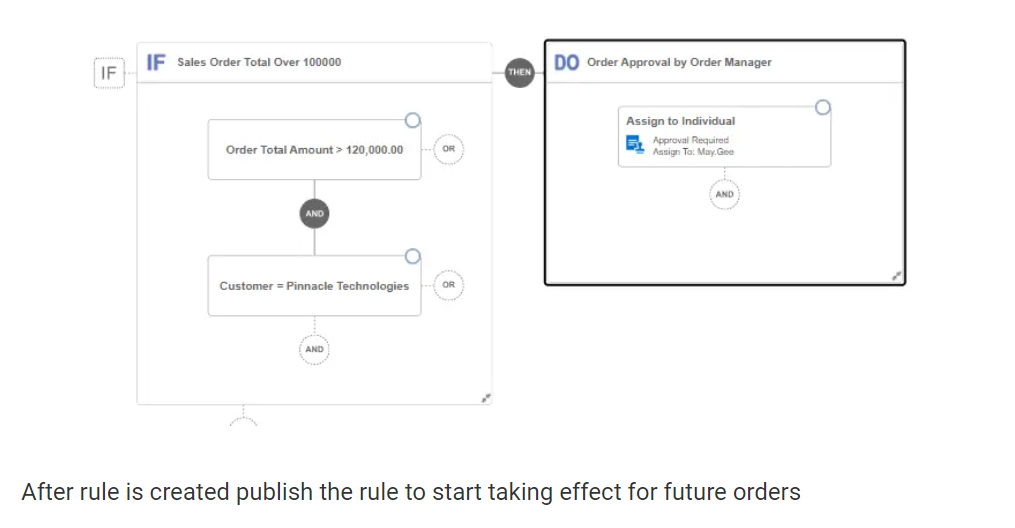 IF
IF Sales Order Total Over 100000
THEN
DO Order Approval by Order Manager
Order Total Amount > 120,000.00
OR
AND
Customer = Pinnacle Technologies
OR
AND
Assign to Individual
Approval Required
Assign To: May.Gee
AND
After rule is created publish the rule to start taking effect for future orders